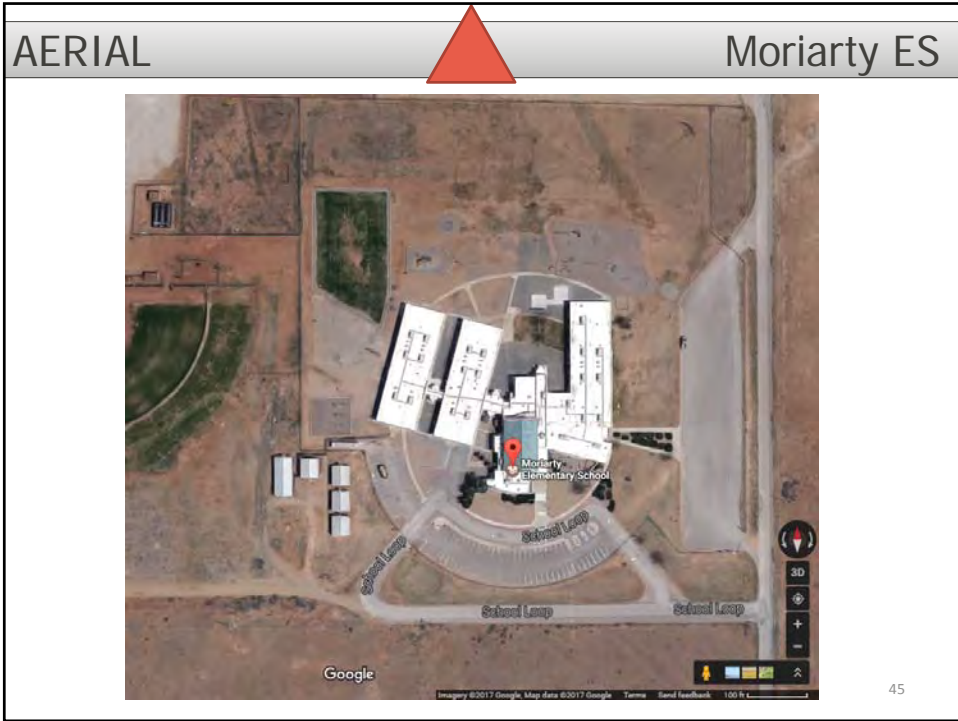 AERIAL
Moriarty ES
Moriarty
Elementary School
School Loop
School Loop
School Loop
School Loop
3D
+
−
Google
Imagery ©2017 Google, Map data ©2017 Google Terms Send feedback 100 ft
45